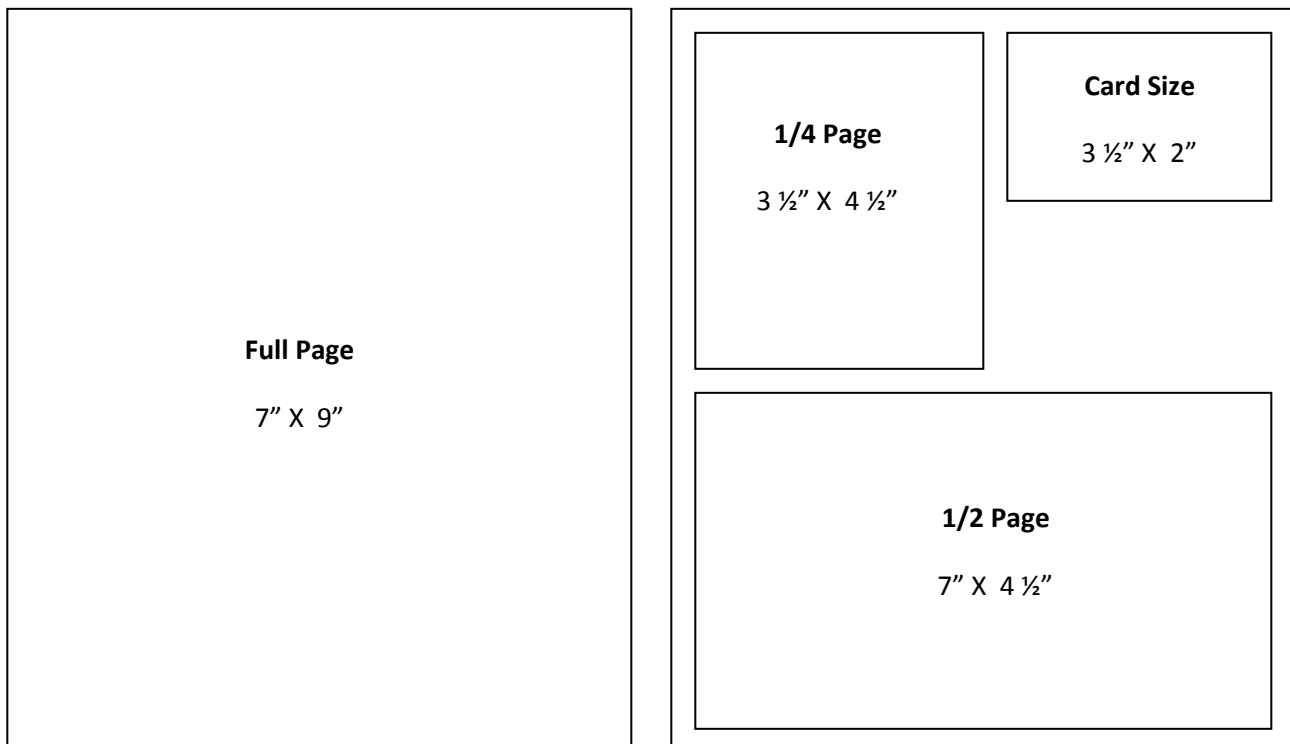 Full Page
7” X  9”
1/4 Page
3 ½” X  4 ½”
Card Size
3 ½” X  2”
1/2 Page
7” X  4 ½”